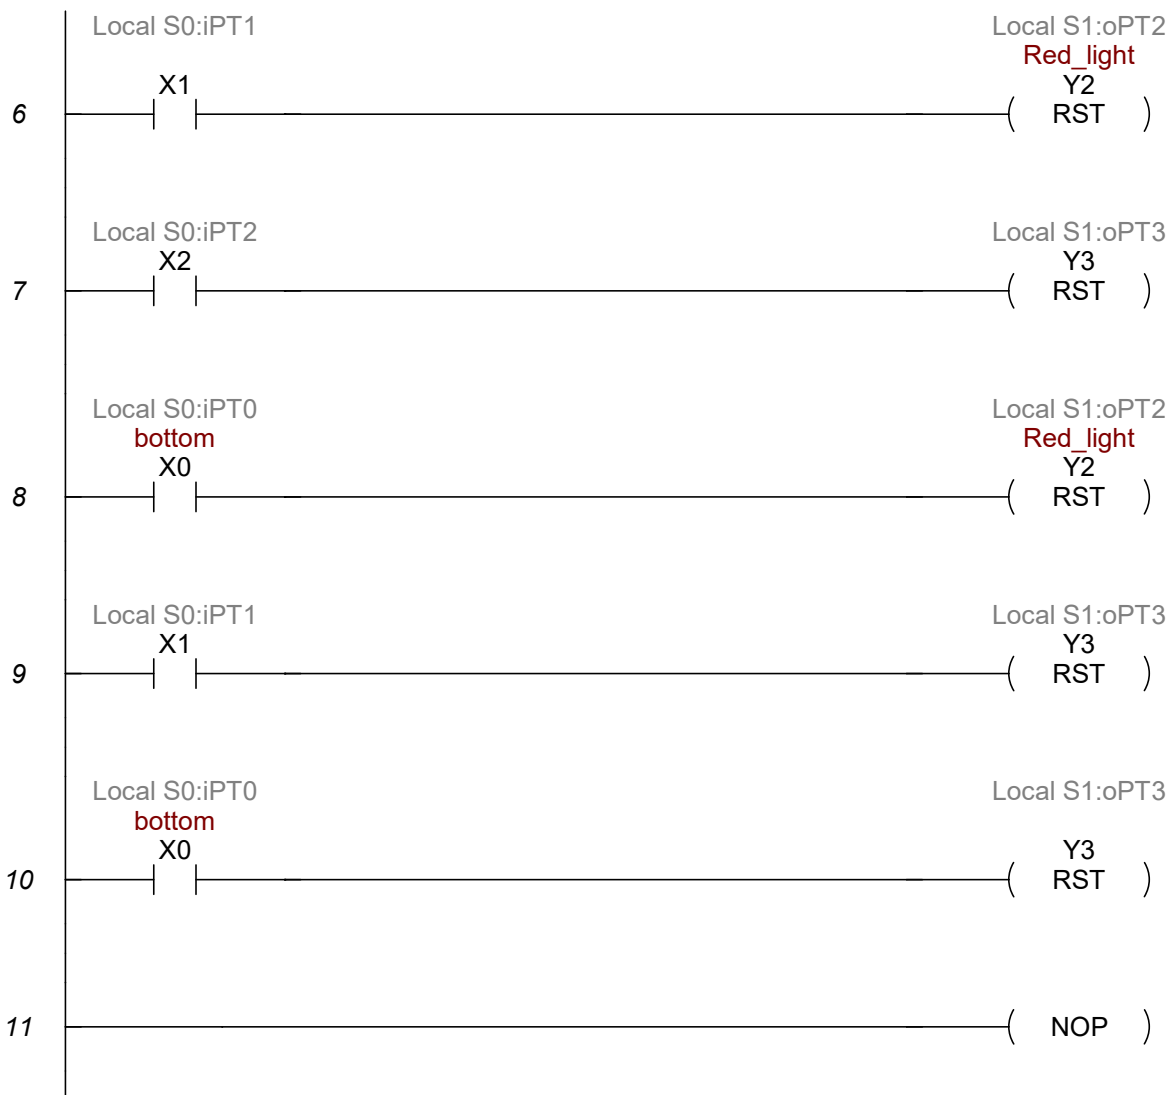 Local S0:iPT1 Local S1:oPT2
Red_light
X1 Y2
6 RST
Local S0:iPT2 Local S1:oPT3
X2 Y3
7 RST
Local S0:iPT0 Local S1:oPT2
bottom Red_light
X0 Y2
8 RST
Local S0:iPT1 Local S1:oPT3
X1 Y3
9 RST
Local S0:iPT0 Local S1:oPT3
bottom
X0 Y3
10 RST
11 NOP